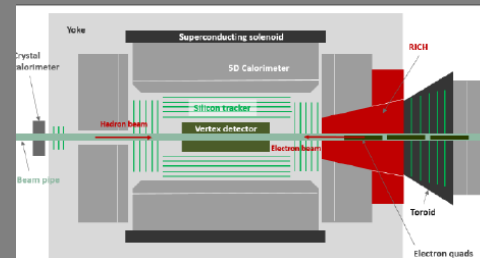 Yoke
Superconducting solenoid
RICH
Crystal
calorimeter
5D Calorimeter
Silicon tracker
Hadron beam
Vertex detector
Electron beam
Beam pipe
Toroid
Electron quads